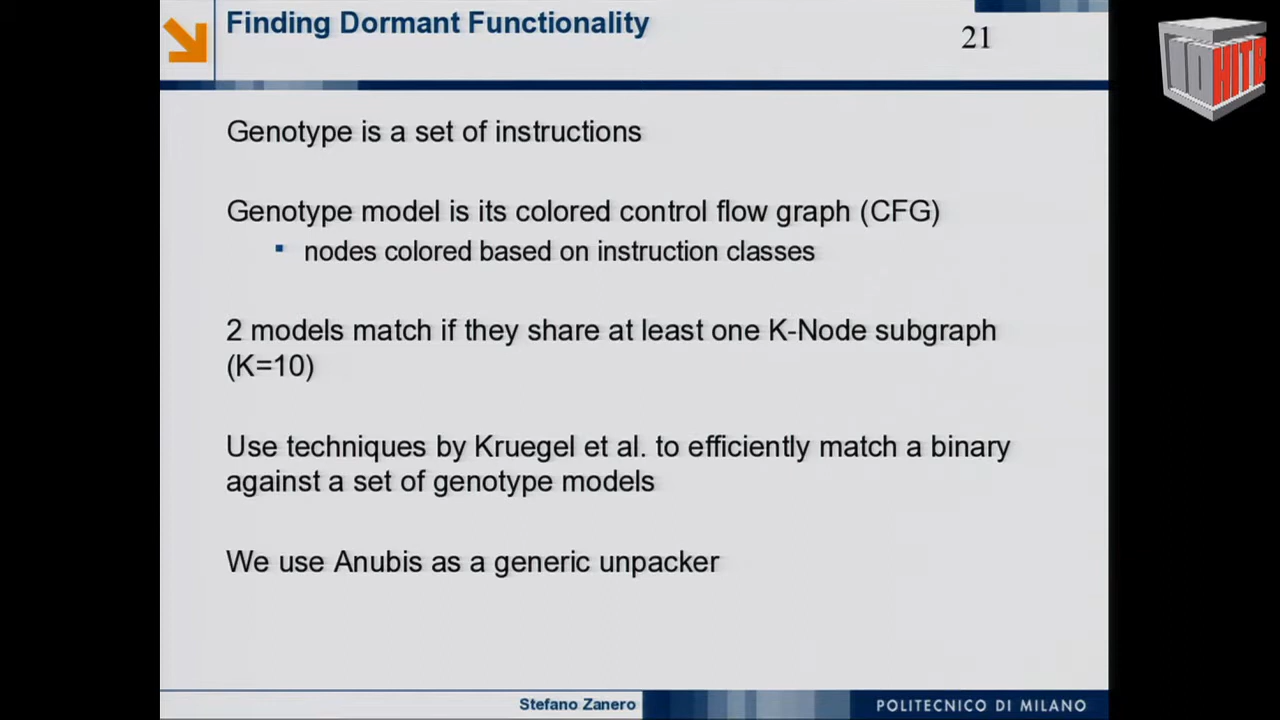 Finding Dormant Functionality
21
Genotype is a set of instructions
Genotype model is its colored control flow graph (CFG)
▪ nodes colored based on instruction classes
2 models match if they share at least one K-Node subgraph
(K=10)
Use techniques by Kruegel et al. to efficiently match a binary
against a set of genotype models
We use Anubis as a generic unpacker
Stefano Zanero
POLITECNICO DI MILANO
HITB